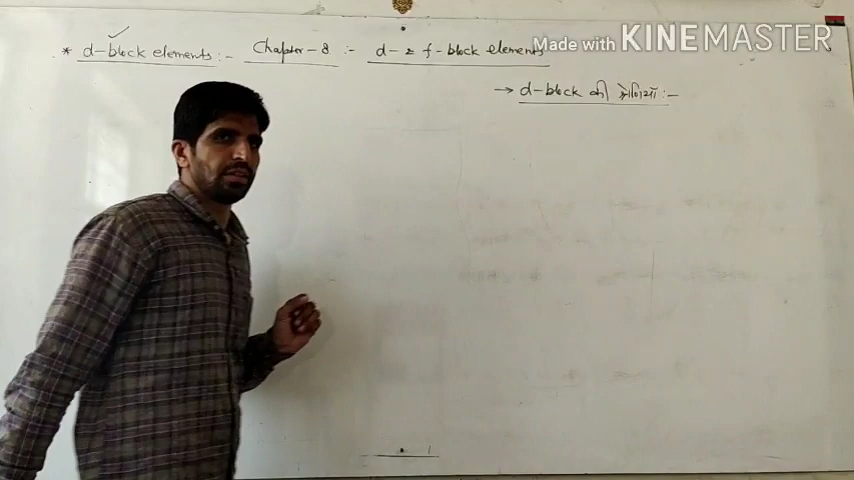 * d-block elements :- Chapter-8 :- d- & f-block elements
Made with KINEMASTER
→ d-block की श्रेणियाँ :-